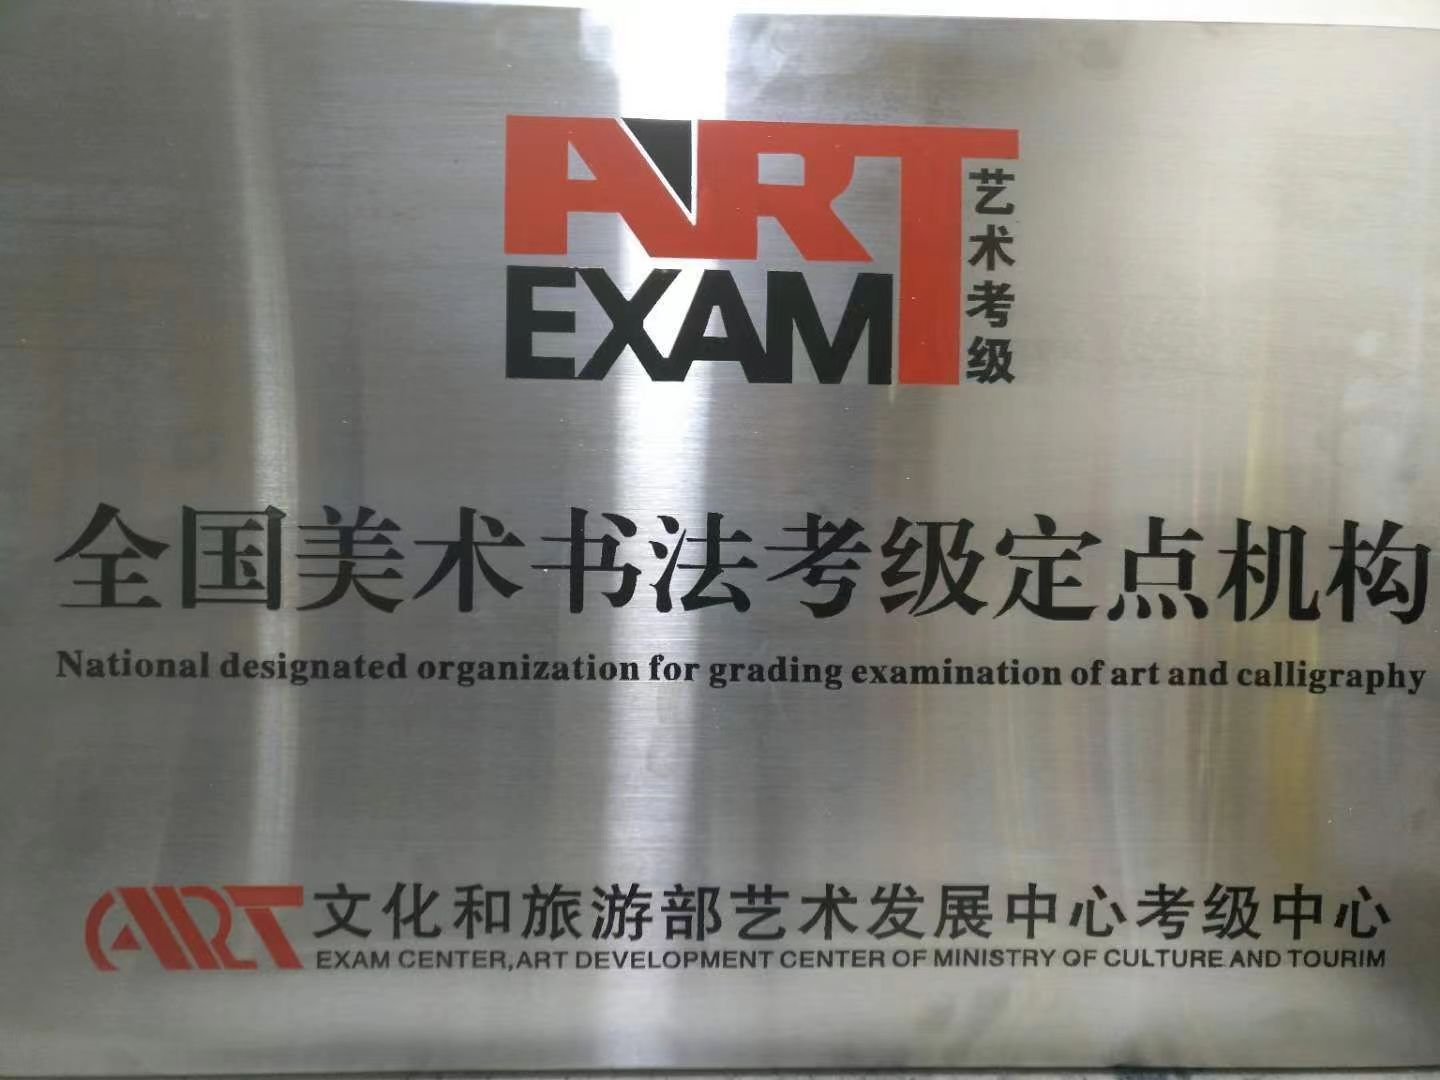 ART
EXAM
艺术考级
全国美术书法考级定点机构
National designated organization for grading examination of art and calligraphy
ART 文化和旅游部艺术发展中心考级中心
EXAM CENTER,ART DEVELOPMENT CENTER OF MINISTRY OF CULTURE AND TOURIM